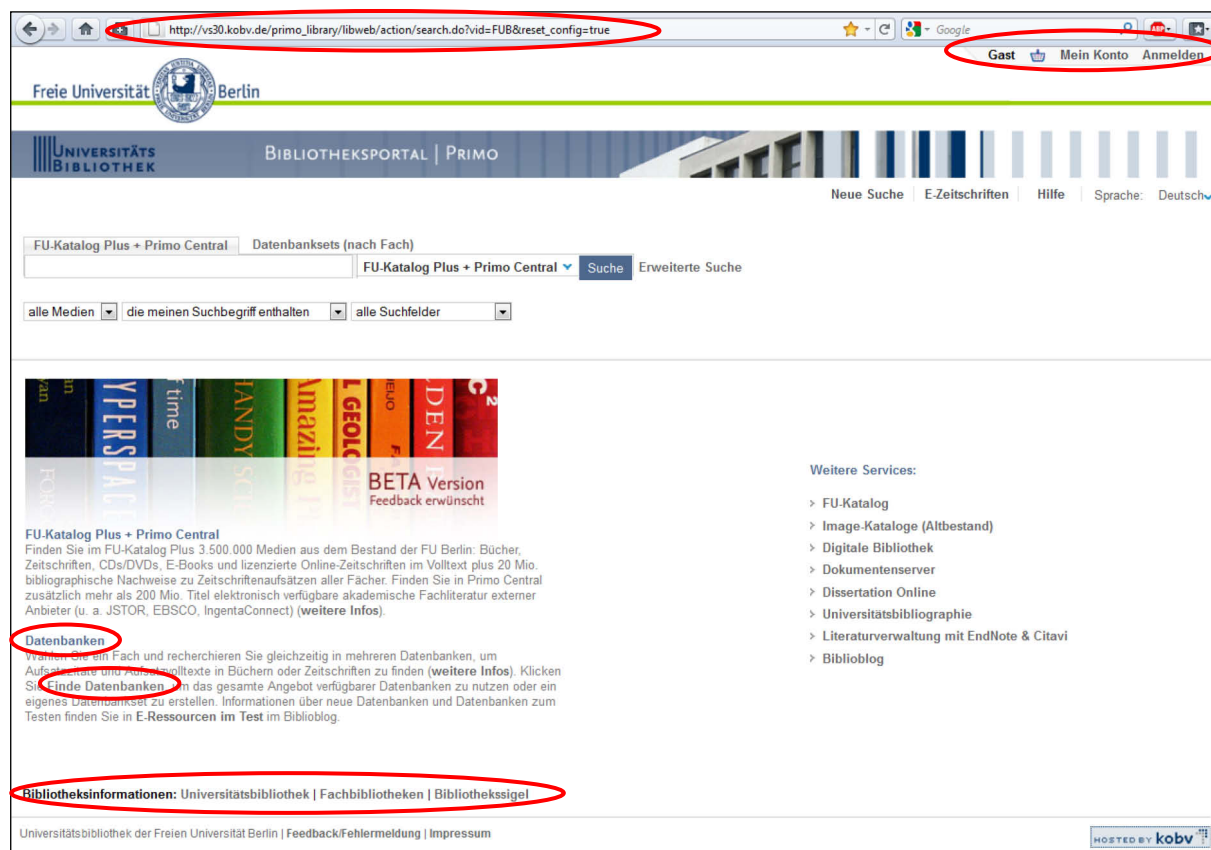 http://vs30.kobv.de/primo_library/libweb/action/search.do?vid=FUB&reset_config=true
Google
ABP
Gast Mein Konto Anmelden
Freie Universität Berlin
UNIVERSITÄTS
BIBLIOTHEK
BIBLIOTHEKSPORTAL | PRIMO
Neue Suche E-Zeitschriften Hilfe Sprache: Deutsch
FU-Katalog Plus + Primo Central Datenbanksets (nach Fach)
FU-Katalog Plus + Primo Central Suche Erweiterte Suche
alle Medien die meinen Suchbegriff enthalten alle Suchfelder
YPERSPACE
f time
HANDY
Amazing
L GEOLOGIST
EIJO
LDEN
C²
BETA Version
Feedback erwünscht
FU-Katalog Plus + Primo Central
Finden Sie im FU-Katalog Plus 3.500.000 Medien aus dem Bestand der FU Berlin: Bücher,
Zeitschriften, CDs/DVDs, E-Books und lizenzierte Online-Zeitschriften im Volltext plus 20 Mio.
bibliographische Nachweise zu Zeitschriftenaufsätzen aller Fächer. Finden Sie in Primo Central
zusätzlich mehr als 200 Mio. Titel elektronisch verfügbare akademische Fachliteratur externer
Anbieter (u. a. JSTOR, EBSCO, IngentaConnect) (weitere Infos).
Datenbanken
Wählen Sie ein Fach und recherchieren Sie gleichzeitig in mehreren Datenbanken, um
Aufsatzzitate und Aufsatzvolltexte in Büchern oder Zeitschriften zu finden (weitere Infos). Klicken
Sie Finde Datenbanken, um das gesamte Angebot verfügbarer Datenbanken zu nutzen oder ein
eigenes Datenbankset zu erstellen. Informationen über neue Datenbanken und Datenbanken zum
Testen finden Sie in E-Ressourcen im Test im Biblioblog.
Weitere Services:
FU-Katalog
Image-Kataloge (Altbestand)
Digitale Bibliothek
Dokumentenserver
Dissertation Online
Universitätsbibliographie
Literaturverwaltung mit EndNote & Citavi
Biblioblog
Bibliotheksinformationen: Universitätsbibliothek | Fachbibliotheken | Bibliothekssigel
Universitätsbibliothek der Freien Universität Berlin | Feedback/Fehlermeldung | Impressum
HOSTED BY kobv